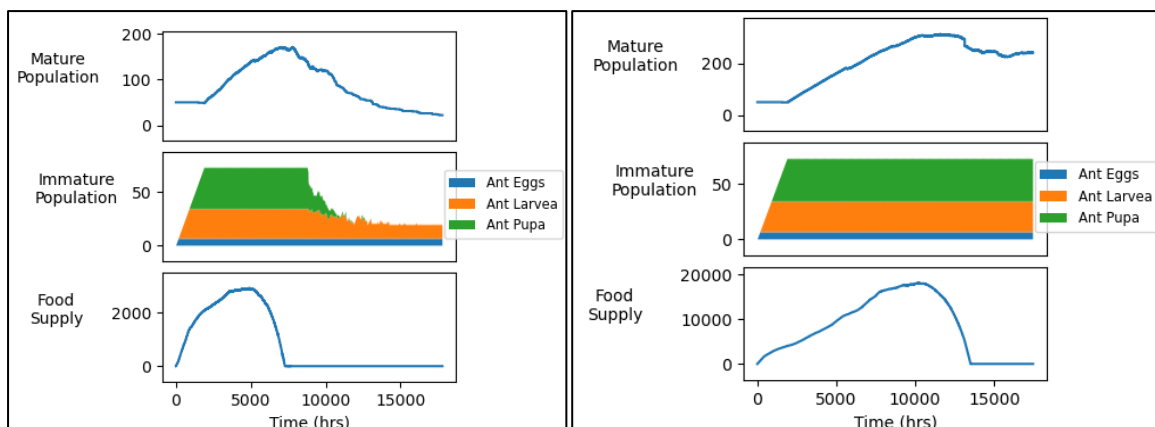 Mature
Population
200
100
0
Immature
Population
50
0
Ant Eggs
Ant Larvea
Ant Pupa
Food
Supply
2000
0
0
5000
10000
15000
Time (hrs)
Mature
Population
200
0
Immature
Population
50
0
Ant Eggs
Ant Larvea
Ant Pupa
Food
Supply
20000
10000
0
0
5000
10000
15000
Time (hrs)